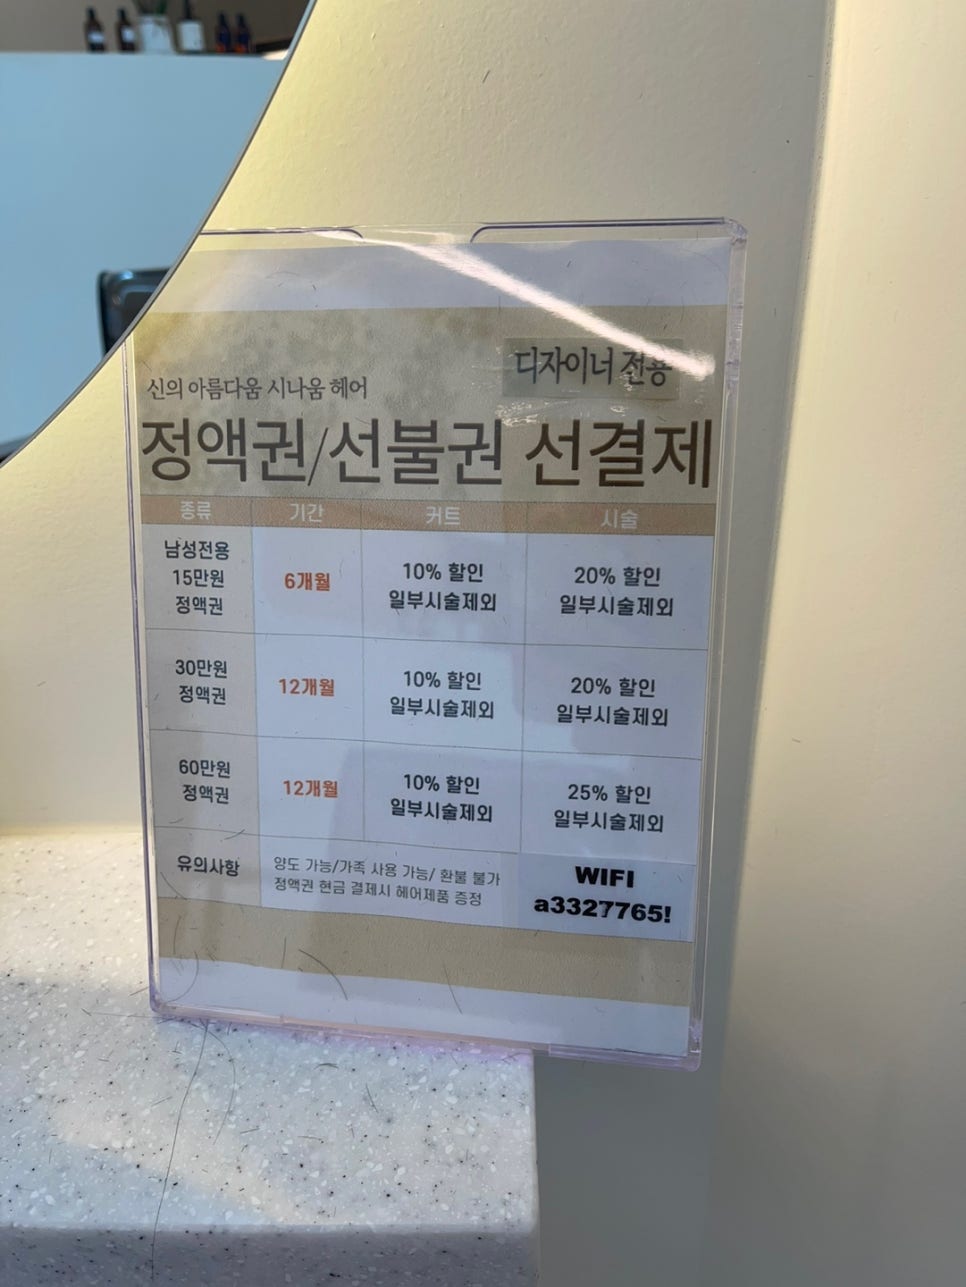 디자이너 전용
신의 아름다움 시나움 헤어
정액권/선불권 선결제
종류 기간 커트 시술
남성전용
15만원
정액권
6개월
10% 할인
일부시술제외
20% 할인
일부시술제외
30만원
정액권
12개월
10% 할인
일부시술제외
20% 할인
일부시술제외
60만원
정액권
12개월
10% 할인
일부시술제외
25% 할인
일부시술제외
유의사항
양도 가능/가족 사용 가능/ 환불 불가
정액권 현금 결제시 헤어제품 증정
WIFI
a3327765!